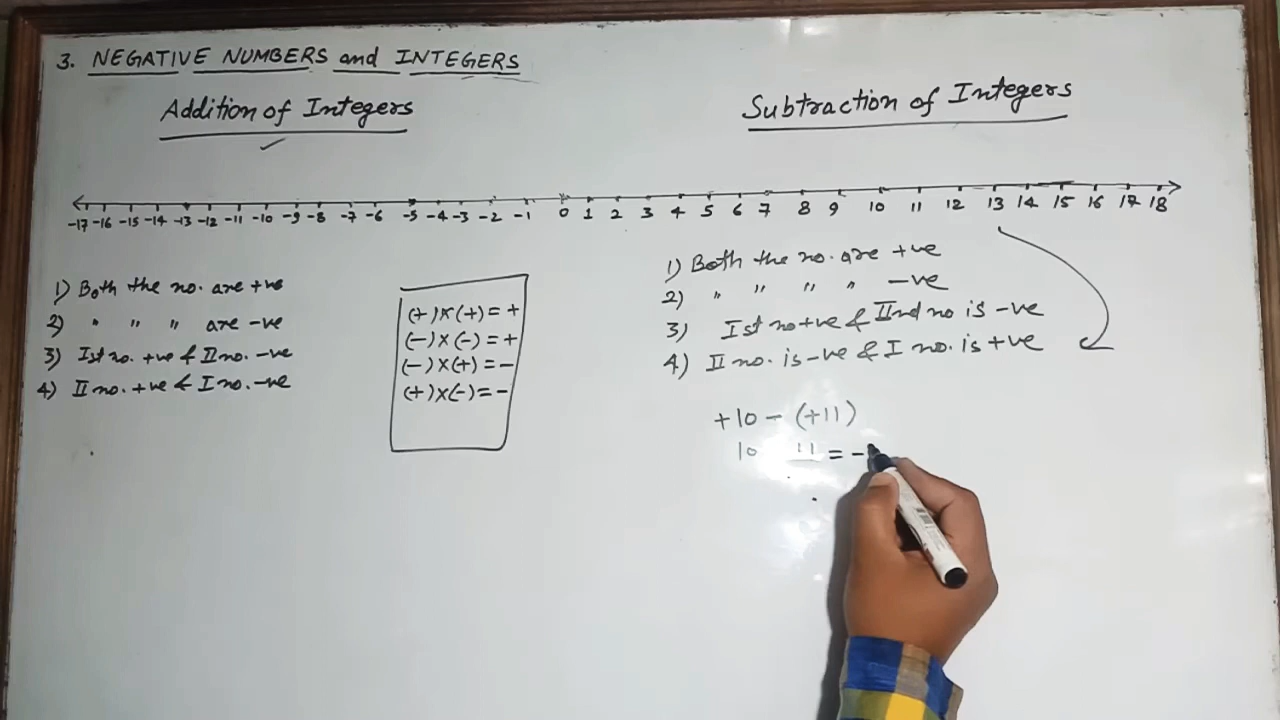 3. NEGATIVE NUMBERS and INTEGERS
Addition of Integers
Subtraction of Integers
-17 -16 -15 -14 -13 -12 -11 -10 -9 -8 -7 -6 -5 -4 -3 -2 -1 0 1 2 3 4 5 6 7 8 9 10 11 12 13 14 15 16 17 18
1) Both the no. are +ve
2) " " " are -ve
3) Ist no. +ve & II no. -ve
4) II no. +ve & I no. -ve
(+)×(+) = +
(-)×(-) = +
(-)×(+) = -
(+)×(-) = -
1) Both the no. are +ve
2) " " " " -ve
3) Ist no +ve & IInd no is -ve
4) II no. is -ve & I no. is +ve
+10 - (+11)
10 11 = -